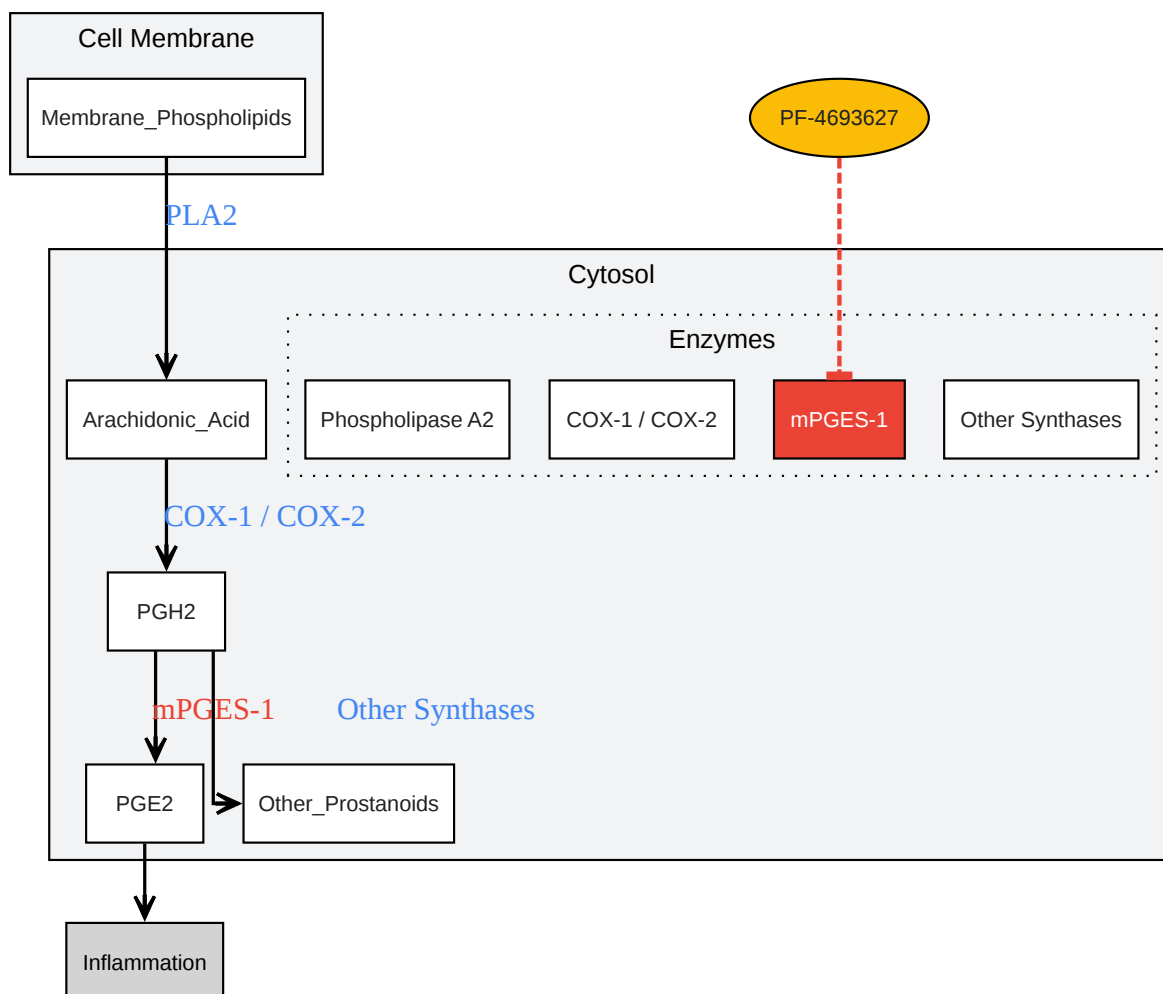 Cell Membrane
Membrane_Phospholipids
PF-4693627
PLA2
Cytosol
Enzymes
Arachidonic_Acid
Phospholipase A2
COX-1 / COX-2
mPGES-1
Other Synthases
COX-1 / COX-2
PGH2
mPGES-1
Other Synthases
PGE2
Other_Prostanoids
Inflammation